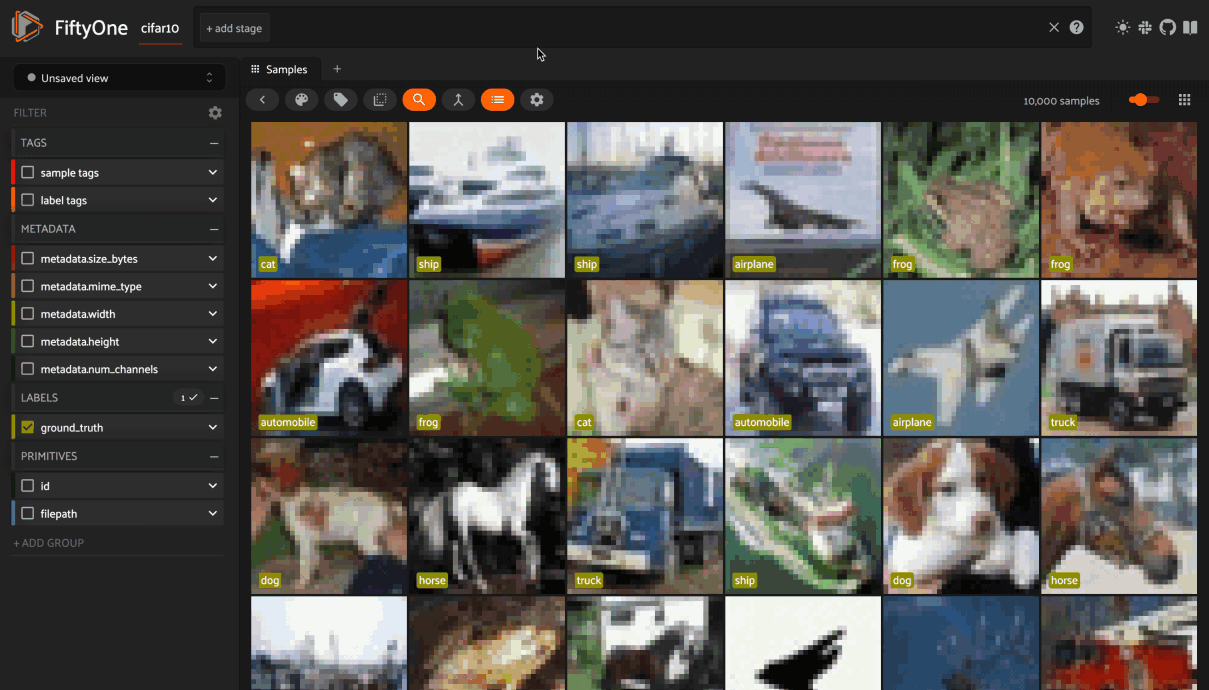 FiftyOne
cifar10
+ add stage
Unsaved view
Samples
+
FILTER
10,000 samples
TAGS
sample tags
label tags
METADATA
metadata.size_bytes
metadata.mime_type
metadata.width
metadata.height
metadata.num_channels
LABELS
1
ground_truth
PRIMITIVES
id
filepath
+ ADD GROUP
cat
ship
ship
airplane
frog
frog
automobile
frog
cat
automobile
airplane
truck
dog
horse
truck
ship
dog
horse